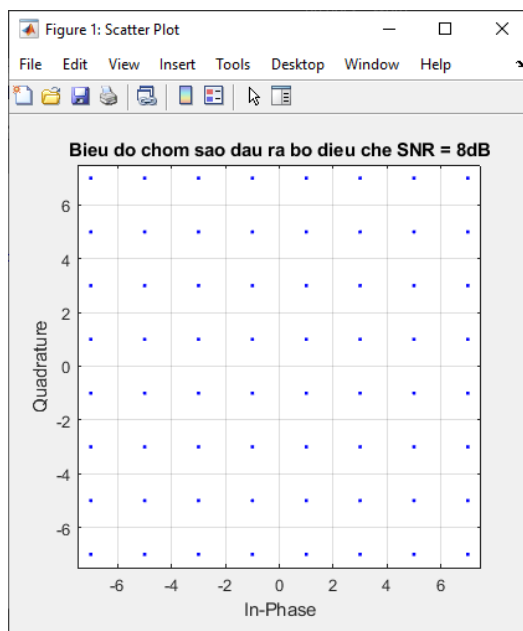 Figure 1: Scatter Plot
File Edit View Insert Tools Desktop Window Help
Bieu do chom sao dau ra bo dieu che SNR = 8dB
6
4
2
0
-2
-4
-6
Quadrature
-6 -4 -2 0 2 4 6
In-Phase